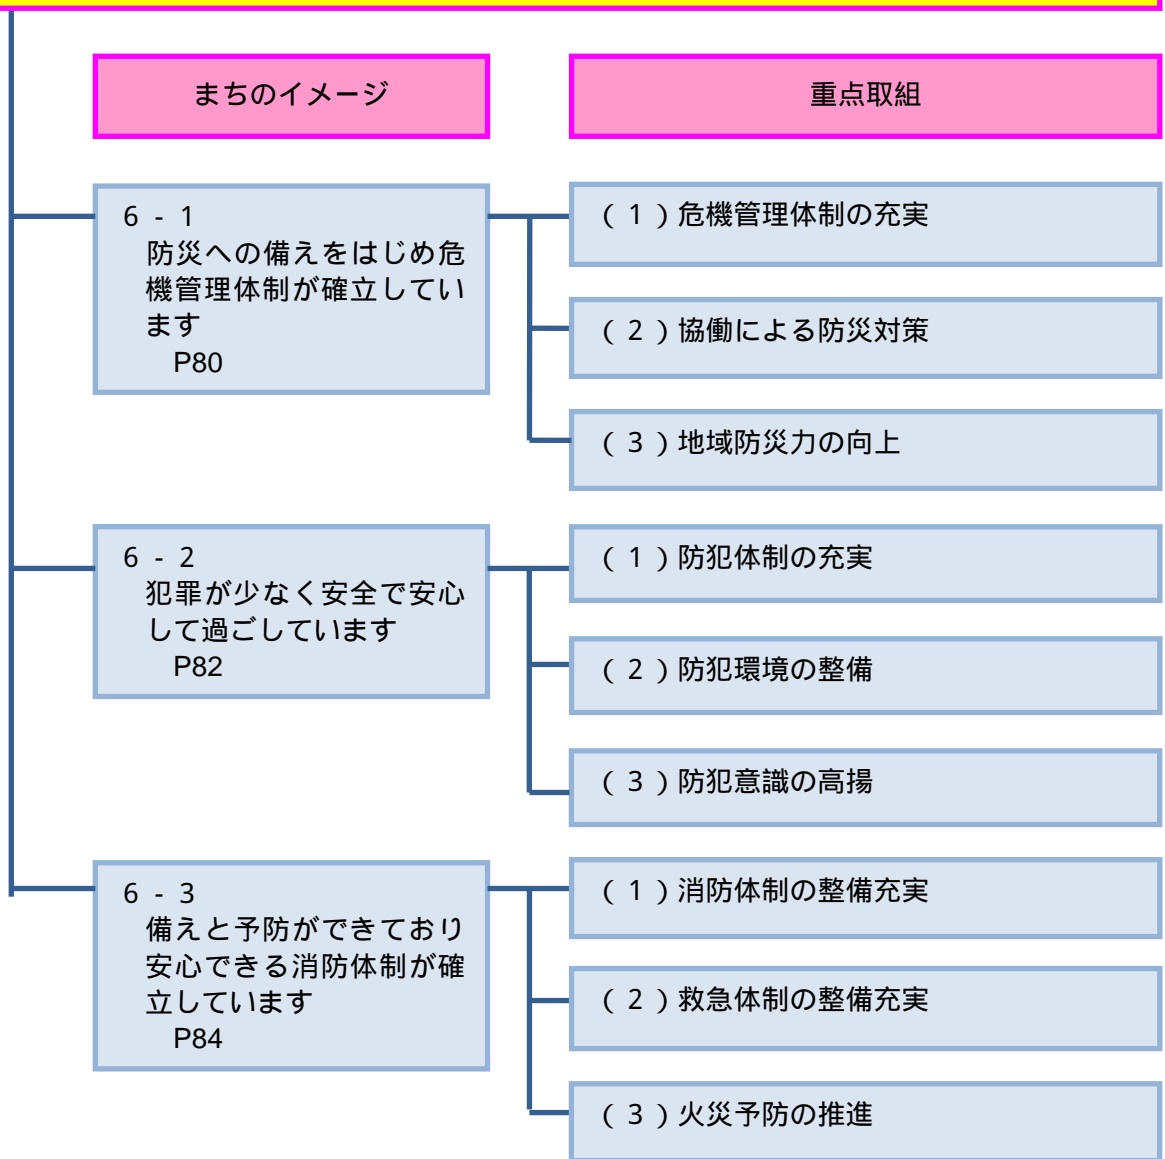 まちのイメージ
重点取組
6 - 1
防災への備えをはじめ危
機管理体制が確立してい
ます
P80
(1)危機管理体制の充実
(2)協働による防災対策
(3)地域防災力の向上
6 - 2
犯罪が少なく安全で安心
して過ごしています
P82
(1)防犯体制の充実
(2)防犯環境の整備
(3)防犯意識の高揚
6 - 3
備えと予防ができており
安心できる消防体制が確
立しています
P84
(1)消防体制の整備充実
(2)救急体制の整備充実
(3)火災予防の推進